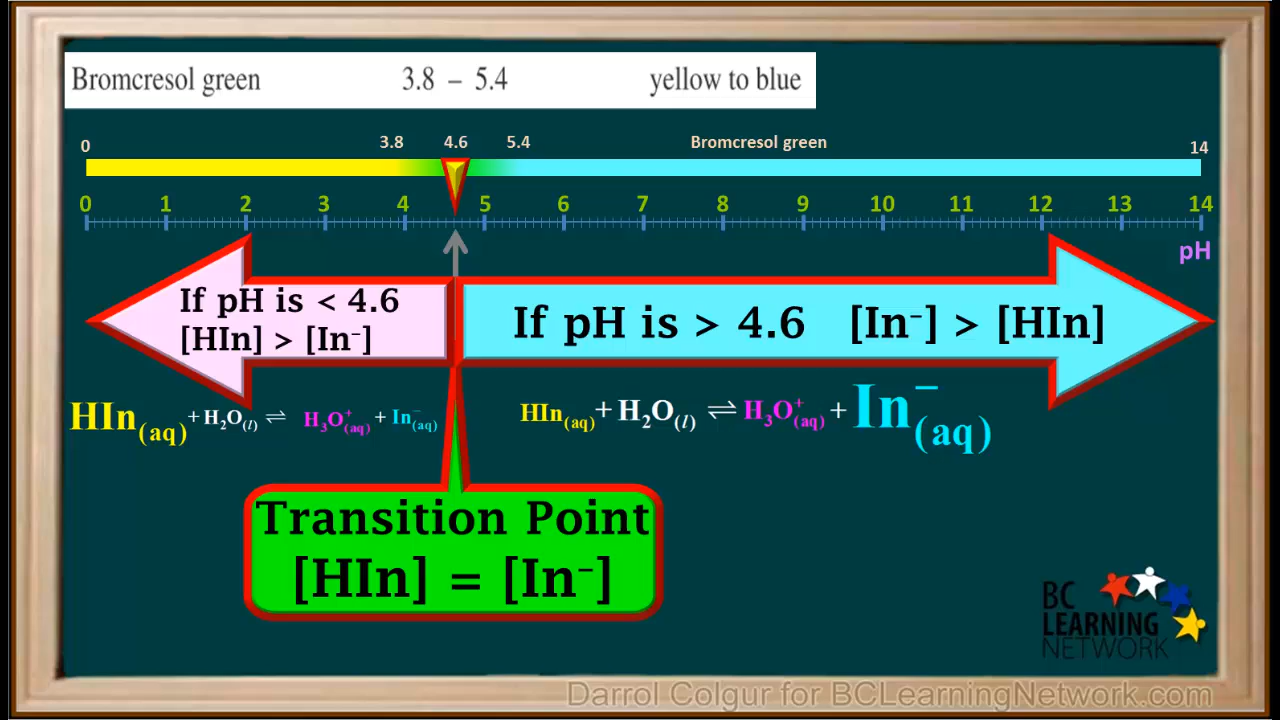 Bromcresol green 3.8 – 5.4 yellow to blue
0 3.8 4.6 5.4 Bromcresol green 14
0 1 2 3 4 5 6 7 8 9 10 11 12 13 14
pH
If pH is < 4.6
[HIn] > [In⁻]
If pH is > 4.6 [In⁻] > [HIn]
HIn(aq) + H₂O(l) ⇌ H₃O⁺(aq) + In⁻(aq)
HIn(aq) + H₂O(l) ⇌ H₃O⁺(aq) + In⁻(aq)
Transition Point
[HIn] = [In⁻]
BC
LEARNING
NETWORK
Darrol Colgur for BCLearningNetwork.com